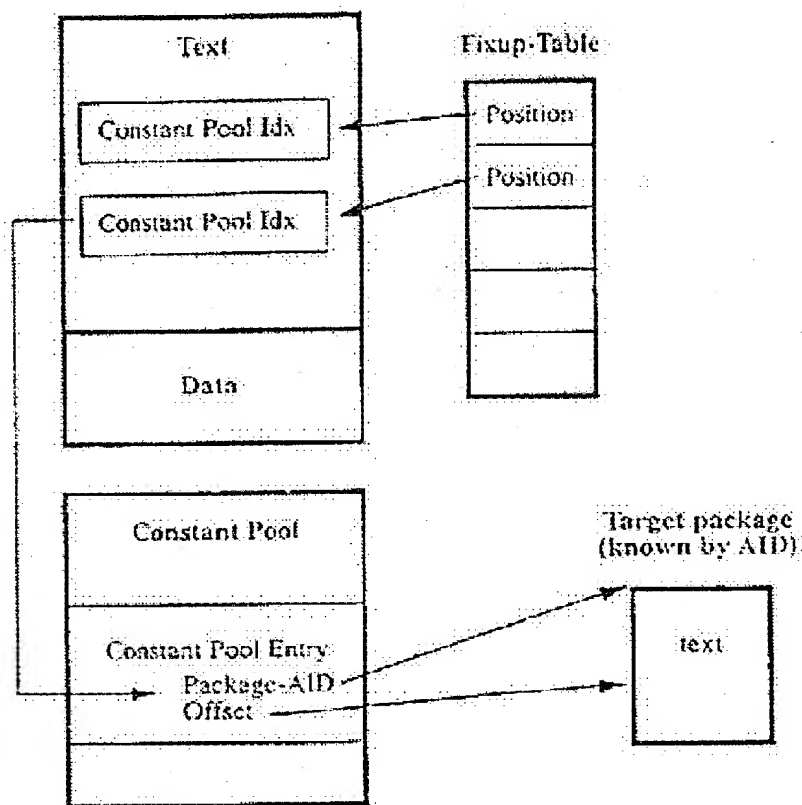 Text
Fixup-Table
Constant Pool Idx
Position
Constant Pool Idx
Position
Data
Constant Pool
Constant Pool Entry
Package-AID
Offset
Target package
(known by AID)
text